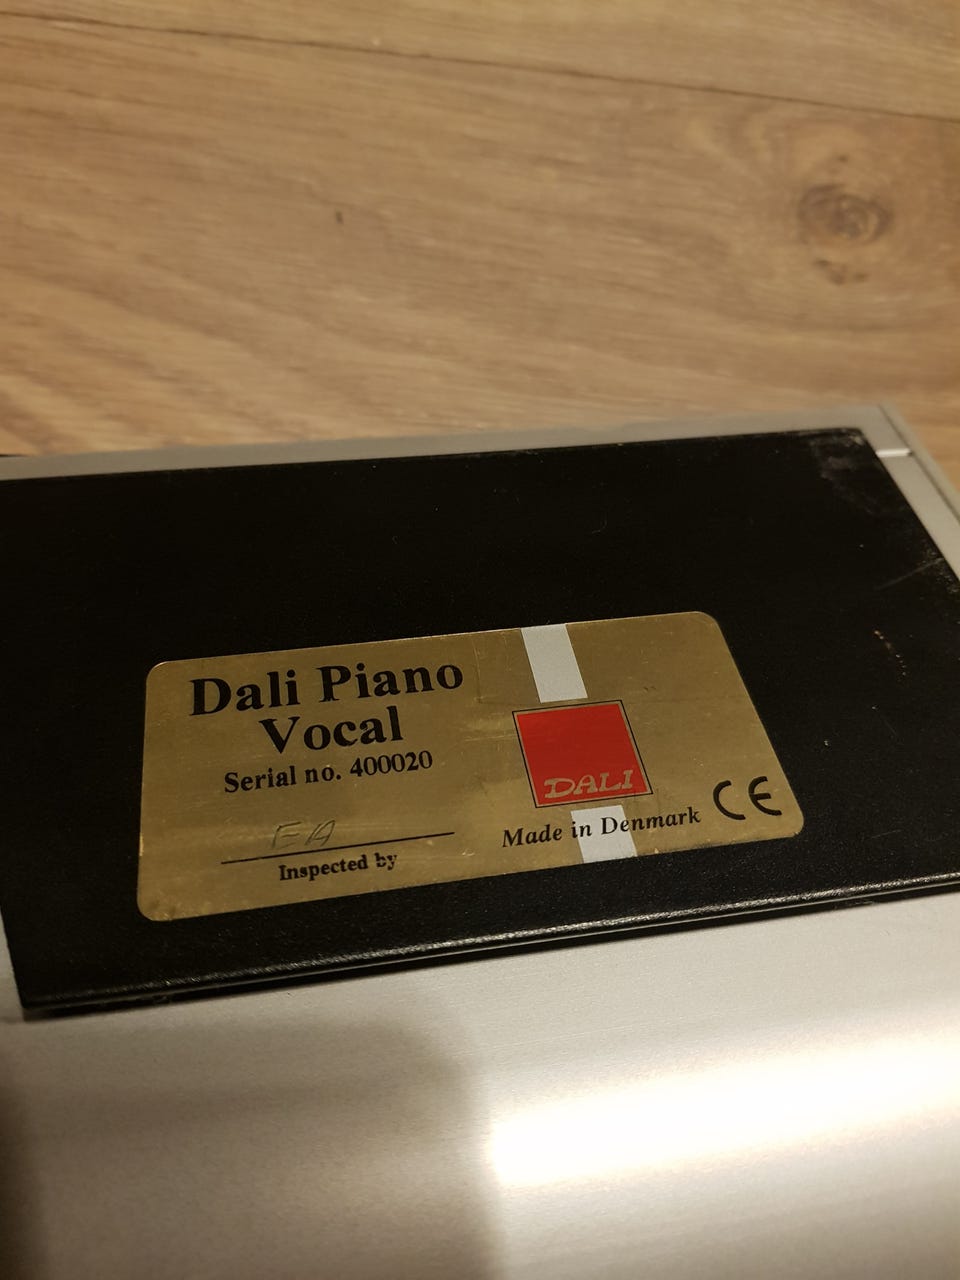 Dali Piano
Vocal
Serial no. 400020
EA
Inspected by
DALI
Made in Denmark
CE